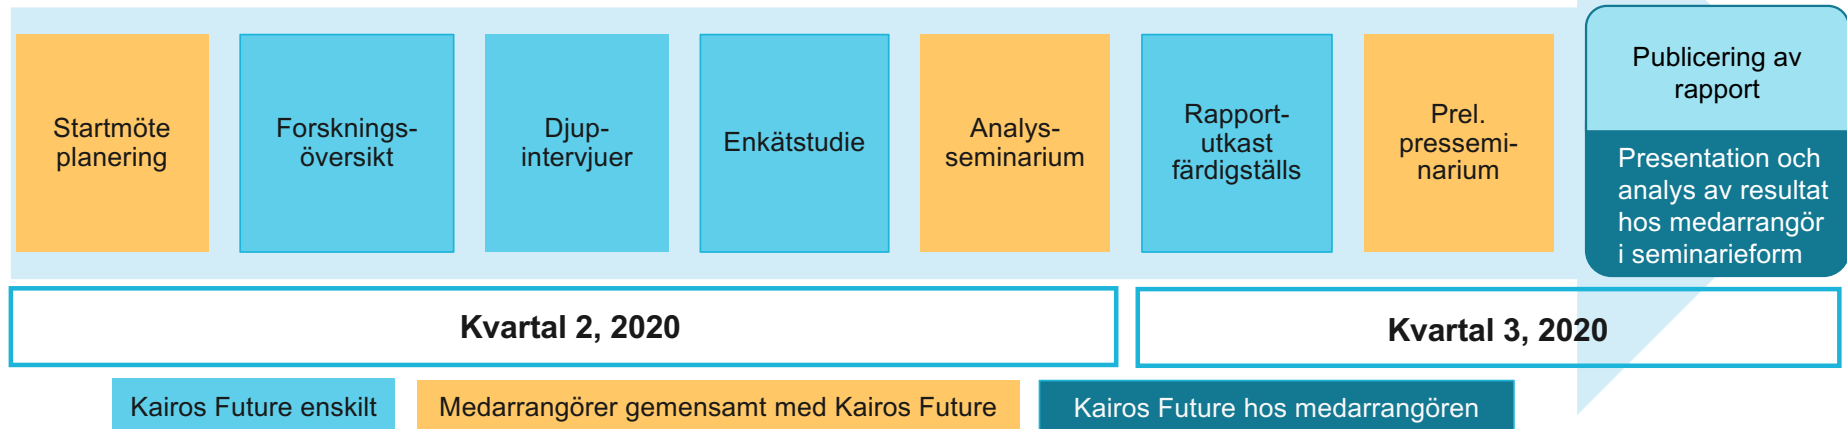 Startmöte
planering
Forsknings-
översikt
Djup-
intervjuer
Enkätstudie
Analys-
seminarium
Rapport-
utkast
färdigställs
Prel.
pressemi-
narium
Publicering av
rapport
Presentation och
analys av resultat
hos medarrangör
i seminarieform
Kvartal 2, 2020
Kvartal 3, 2020
Kairos Future enskilt
Medarrangörer gemensamt med Kairos Future
Kairos Future hos medarrangören